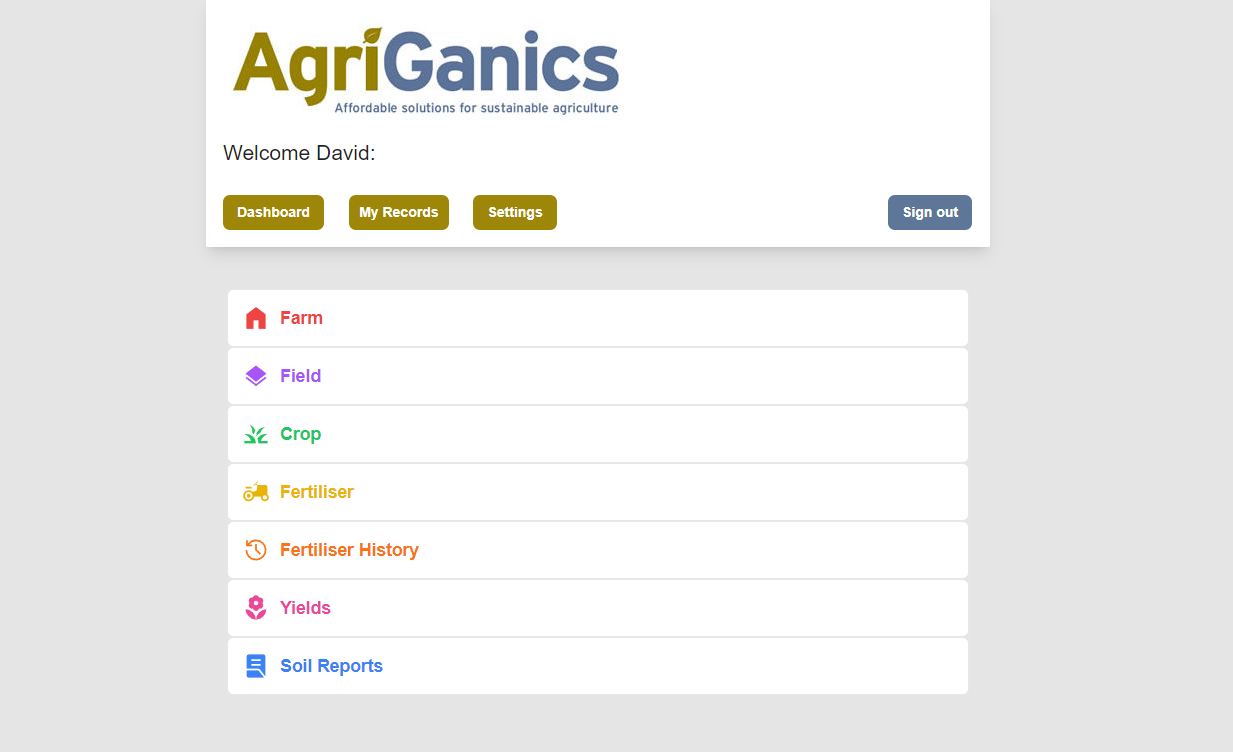 AgriGanics
Affordable solutions for sustainable agriculture
Welcome David:
Dashboard My Records Settings Sign out
Farm
Field
Crop
Fertiliser
Fertiliser History
Yields
Soil Reports